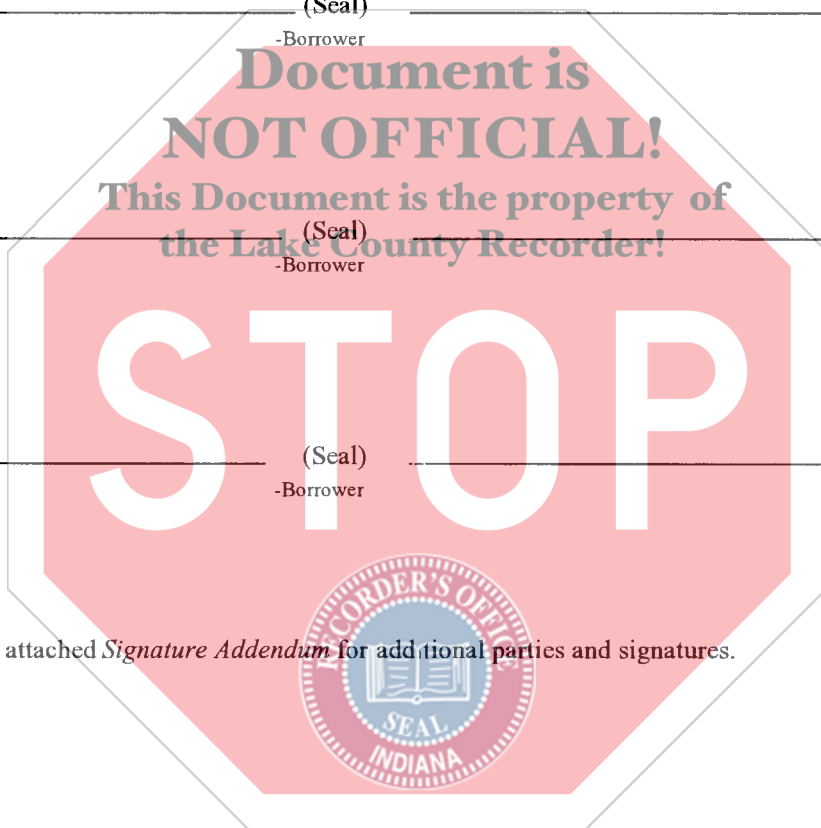 (Seal)
-Borrower
Document is
NOT OFFICIAL!
This Document is the property of
the Lake County Recorder!
(Seal)
-Borrower
STOP
(Seal)
-Borrower
RECORDER'S OFFICE
attached Signature Addendum for additional parties and signatures.
SEAL
INDIANA